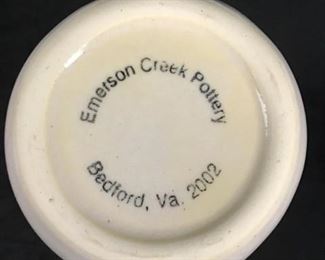 Emerson Creek Pottery
Bedford, Va. 2002